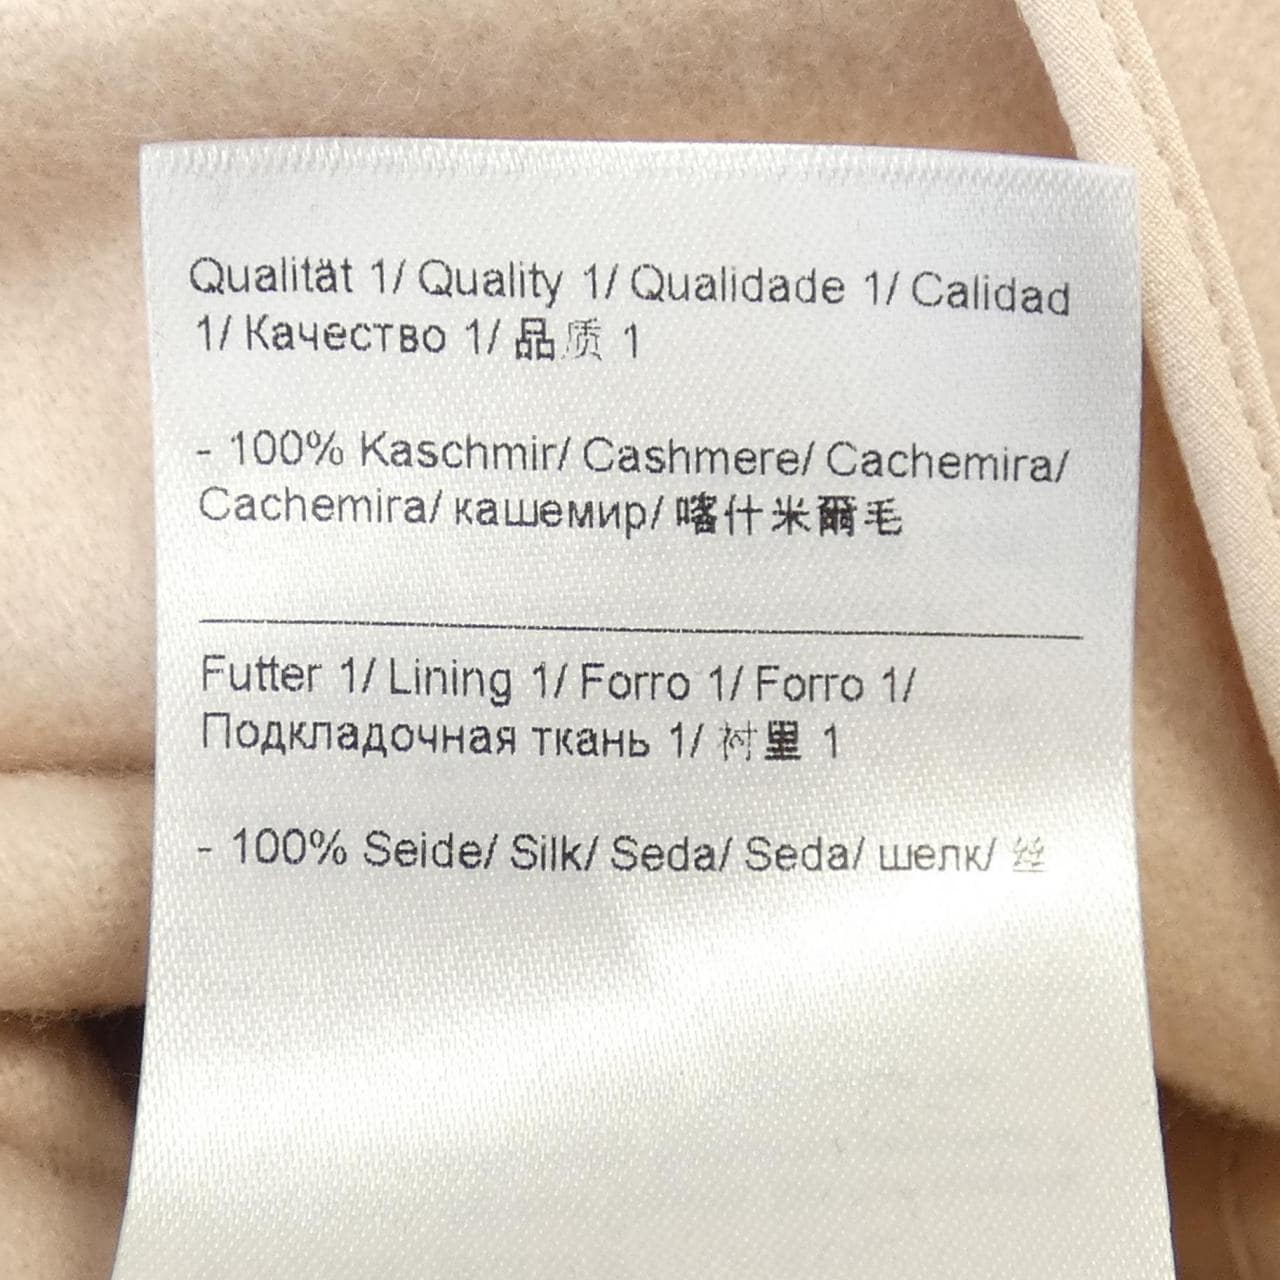 Qualität 1/ Quality 1/ Qualidade 1/ Calidad
1/ Качество 1/ 品质 1
- 100% Kaschmir/ Cashmere/ Cachemira/
Cachemira/ кашемир/ 喀什米爾毛
Futter 1/ Lining 1/ Forro 1/ Forro 1/
Подкладочная ткань 1/ 衬里 1
- 100% Seide/ Silk/ Seda/ Seda/ шелк/ 丝